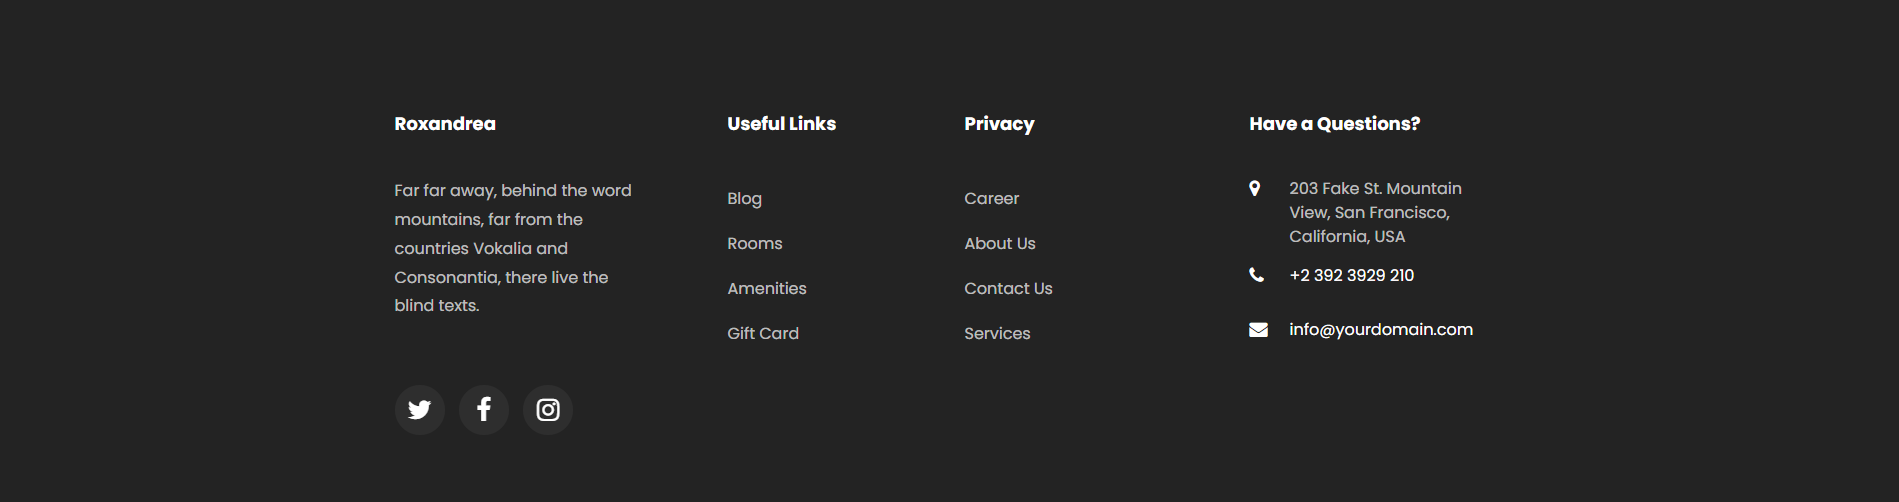 Roxandrea
Far far away, behind the word
mountains, far from the
countries Vokalia and
Consonantia, there live the
blind texts.
Useful Links
Blog
Rooms
Amenities
Gift Card
Privacy
Career
About Us
Contact Us
Services
Have a Questions?
203 Fake St. Mountain
View, San Francisco,
California, USA
+2 392 3929 210
info@yourdomain.com